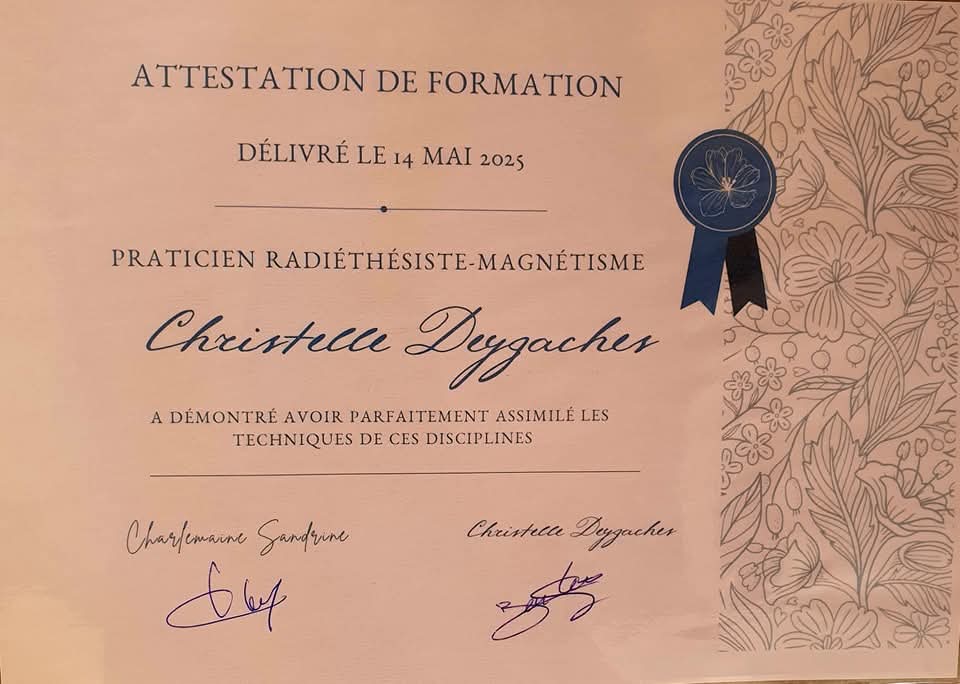 ATTESTATION DE FORMATION
DÉLIVRÉ LE 14 MAI 2025
PRATICIEN RADIÉTHÉSISTE-MAGNÉTISME
Christelle Deygaches
A DÉMONTRÉ AVOIR PARFAITEMENT ASSIMILÉ LES
TECHNIQUES DE CES DISCIPLINES
Charlemaine Sandrine
Christelle Deygaches